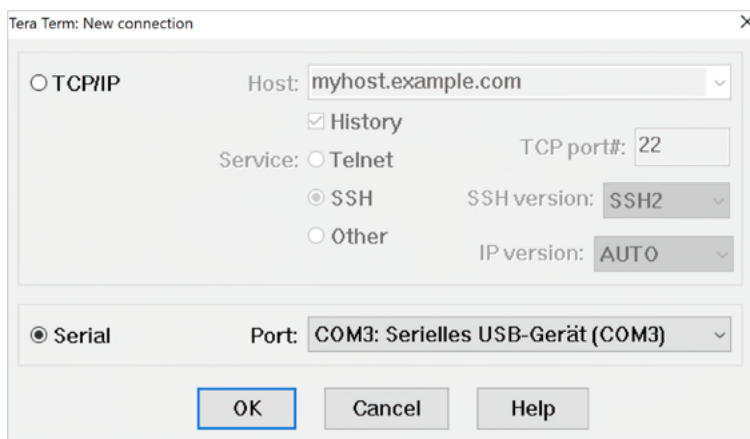 Tera Term: New connection
TCP/IP Host: myhost.example.com
History
Service: Telnet TCP port#: 22
SSH SSH version: SSH2
Other IP version: AUTO
Serial Port: COM3: Serielles USB-Gerät (COM3)
OK Cancel Help